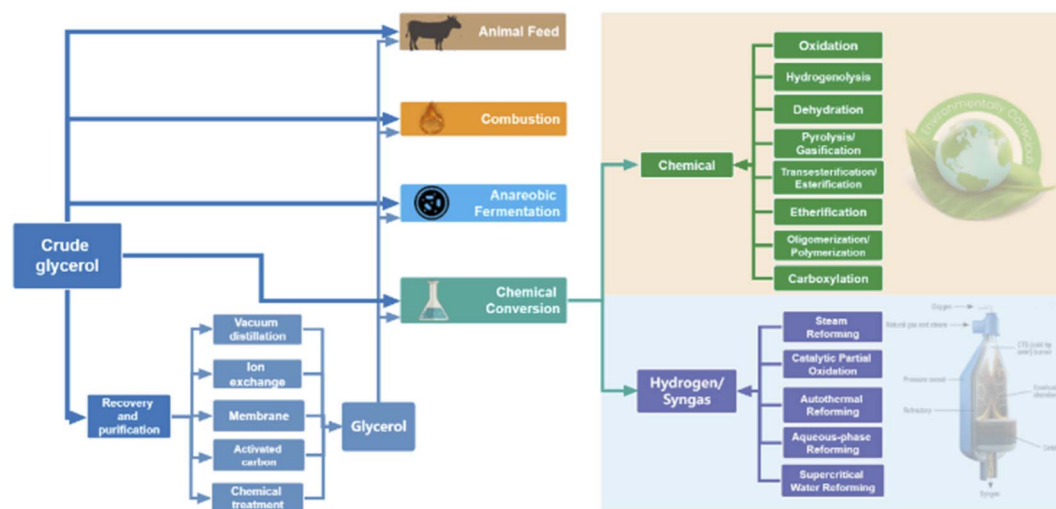 Animal Feed
Combustion
Anareobic
Fermentation
Crude
glycerol
Chemical
Conversion
Recovery
and
purification
Vacuum
distillation
Ion
exchange
Membrane
Activated
carbon
Chemical
treatment
Glycerol
Chemical
Oxidation
Hydrogenolysis
Dehydration
Pyrolysis/
Gasification
Transesterification/
Esterification
Etherification
Oligomerization/
Polymerization
Carboxylation
Environmentally Conscious
Hydrogen/
Syngas
Steam
Reforming
Catalytic Partial
Oxidation
Autothermal
Reforming
Aqueous-phase
Reforming
Supercritical
Water Reforming
Oxygen
Natural gas and steam
Pressure vessel
Refractory
Syngas